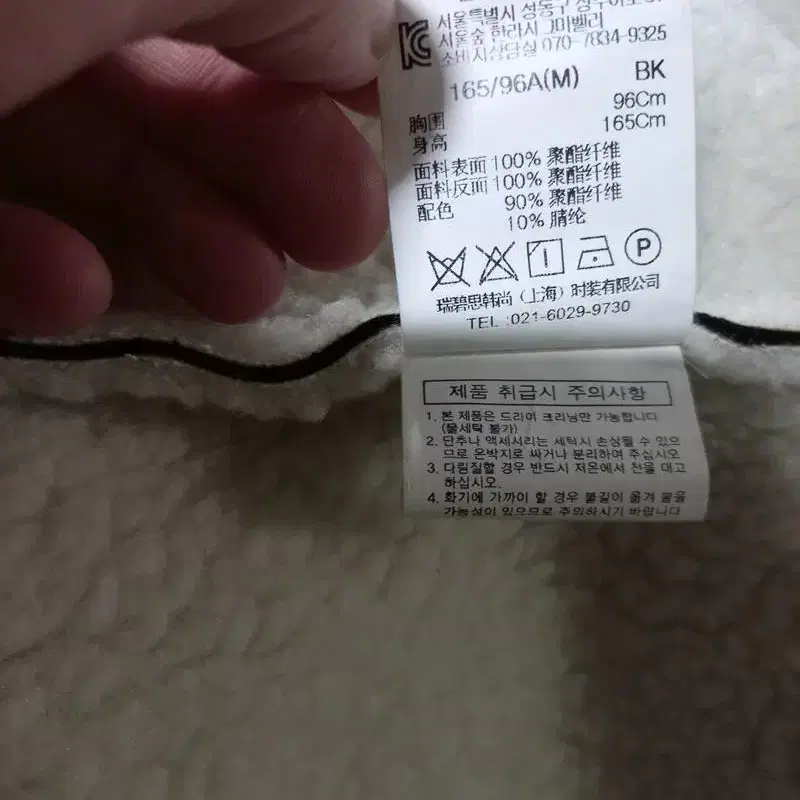 서울특별시 성동구
서울숲 한라시 그미벨리
소비시상담실 070-7834-9325
165/96A(M) BK
胸围 96Cm
身高 165Cm
面料表面 100% 聚酯纤维
面料反面 100% 聚酯纤维
配色 90% 聚酯纤维
10% 腈纶
P
瑞碧思韩尚(上海)时装有限公司
TEL :021-6029-9730
제품 취급시 주의사항
1. 본 제품은 드라이 크리닝만 가능합니다
(물세탁 불가)
2. 단추나 액세서리는 세탁시 손상될 수 있으
므로 은박지로 싸거나 분리하여 주십시오
3. 다림질할 경우 반드시 저온에서 천을 대고
하십시오.
4. 화기에 가까이 할 경우 불길이 옮겨 붙을
가능성이 있으므로 주의하시기 바랍니다